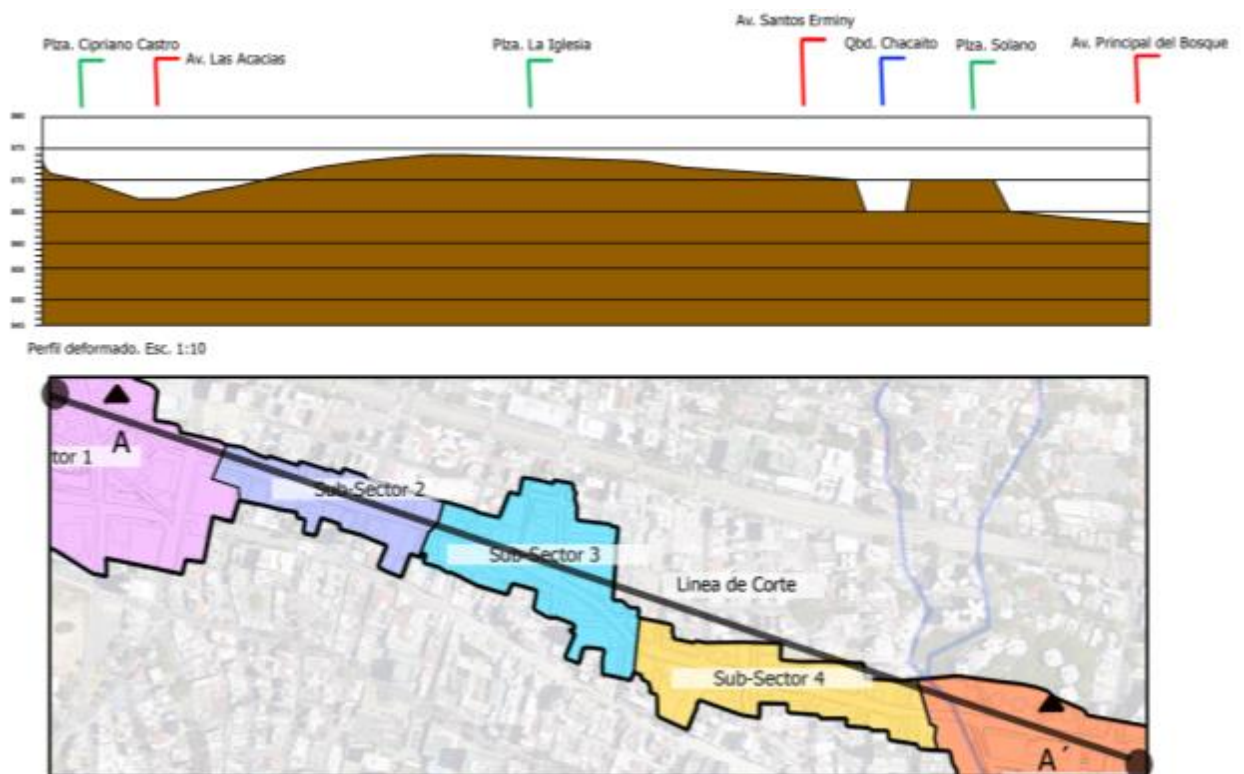 Av. Santos Erminy
Plza. Cipriano Castro
Plza. La Iglesia
Qbd. Chacaito
Plza. Solano
Av. Principal del Bosque
Av. Las Acacias
Perfil deformado. Esc. 1:10
A
tor 1
Sub-Sector 2
Sub-Sector 3
Linea de Corte
Sub-Sector 4
A´